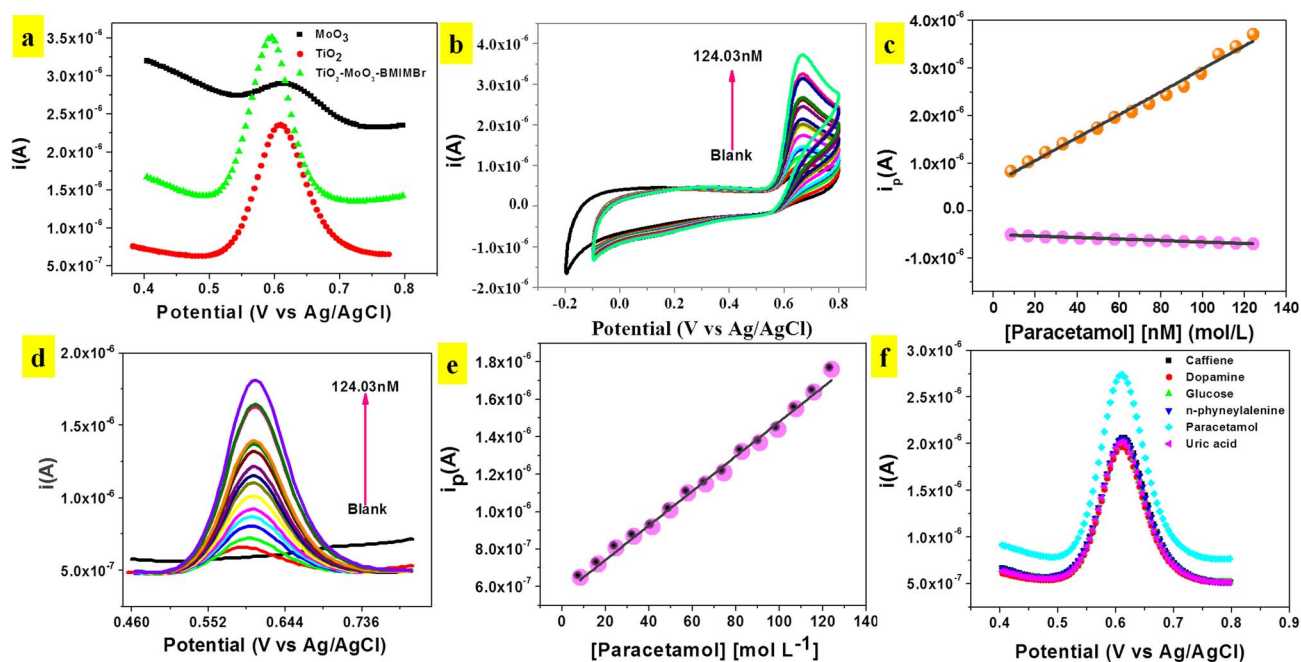 a
MoO3
TiO2
TiO2-MoO3-BMIMBr
3.5x10-6
3.0x10-6
2.5x10-6
2.0x10-6
1.5x10-6
1.0x10-6
5.0x10-7
i(A)
0.4 0.5 0.6 0.7 0.8
Potential (V vs Ag/AgCl)
b
124.03nM
Blank
4.0x10-6
3.0x10-6
2.0x10-6
1.0x10-6
0.0
-1.0x10-6
-2.0x10-6
i(A)
-0.2 0.0 0.2 0.4 0.6 0.8
Potential (V vs Ag/AgCl)
c
4.0x10-6
3.0x10-6
2.0x10-6
1.0x10-6
0.0
-1.0x10-6
ip(A)
0 20 40 60 80 100 120 140
[Paracetamol] [nM] (mol/L)
d
124.03nM
Blank
2.0x10-6
1.5x10-6
1.0x10-6
5.0x10-7
i(A)
0.460 0.552 0.644 0.736
Potential (V vs Ag/AgCl)
e
1.8x10-6
1.6x10-6
1.4x10-6
1.2x10-6
1.0x10-6
8.0x10-7
6.0x10-7
ip(A)
0 20 40 60 80 100 120 140
[Paracetamol] [mol L-1]
f
Caffiene
Dopamine
Glucose
n-phyneylalenine
Paracetamol
Uric acid
3.0x10-6
2.5x10-6
2.0x10-6
1.5x10-6
1.0x10-6
5.0x10-7
i(A)
0.4 0.5 0.6 0.7 0.8 0.9
Potential (V vs Ag/AgCl)